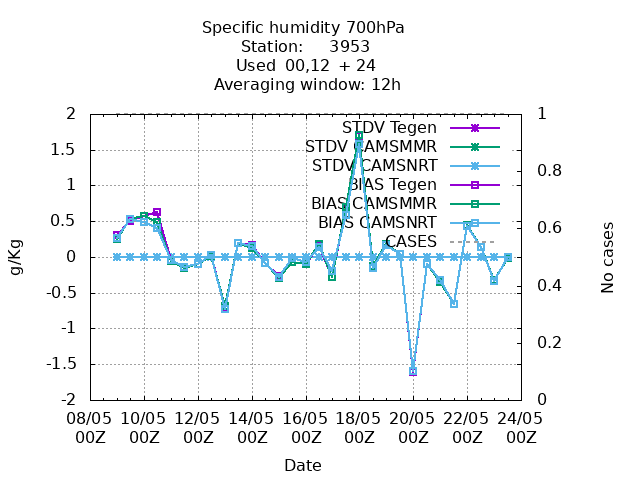 Specific humidity 700hPa
Station: 3953
Used 00,12 + 24
Averaging window: 12h
2
1.5
1
0.5
0
-0.5
-1
-1.5
-2
g/Kg
1
0.8
0.6
0.4
0.2
0
No cases
STDV Tegen
STDV CAMSMMR
STDV CAMSNRT
BIAS Tegen
BIAS CAMSMMR
BIAS CAMSNRT
CASES
08/05 10/05 12/05 14/05 16/05 18/05 20/05 22/05 24/05
00Z 00Z 00Z 00Z 00Z 00Z 00Z 00Z 00Z
Date